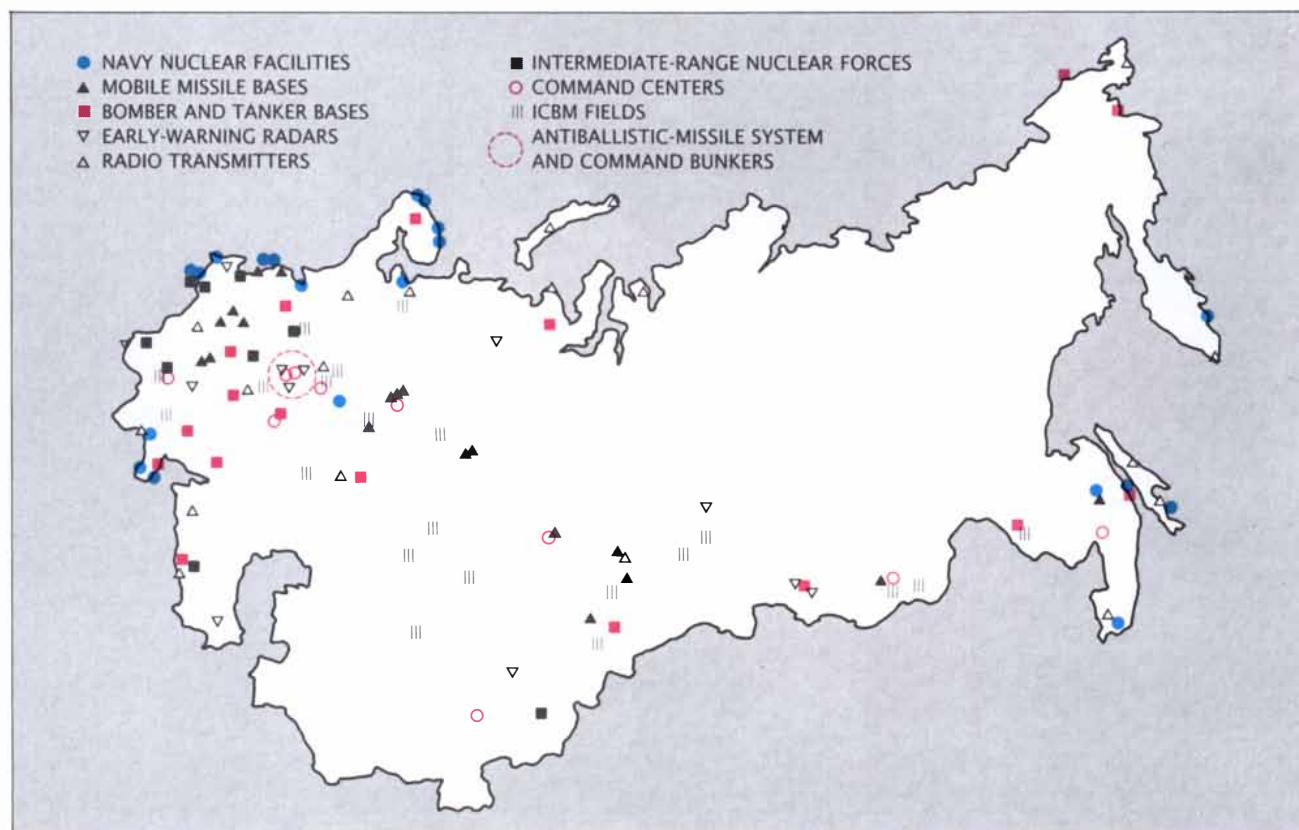 NAVY NUCLEAR FACILITIES
MOBILE MISSILE BASES
BOMBER AND TANKER BASES
EARLY-WARNING RADARS
RADIO TRANSMITTERS
INTERMEDIATE-RANGE NUCLEAR FORCES
COMMAND CENTERS
ICBM FIELDS
ANTIBALLISTIC-MISSILE SYSTEM
AND COMMAND BUNKERS